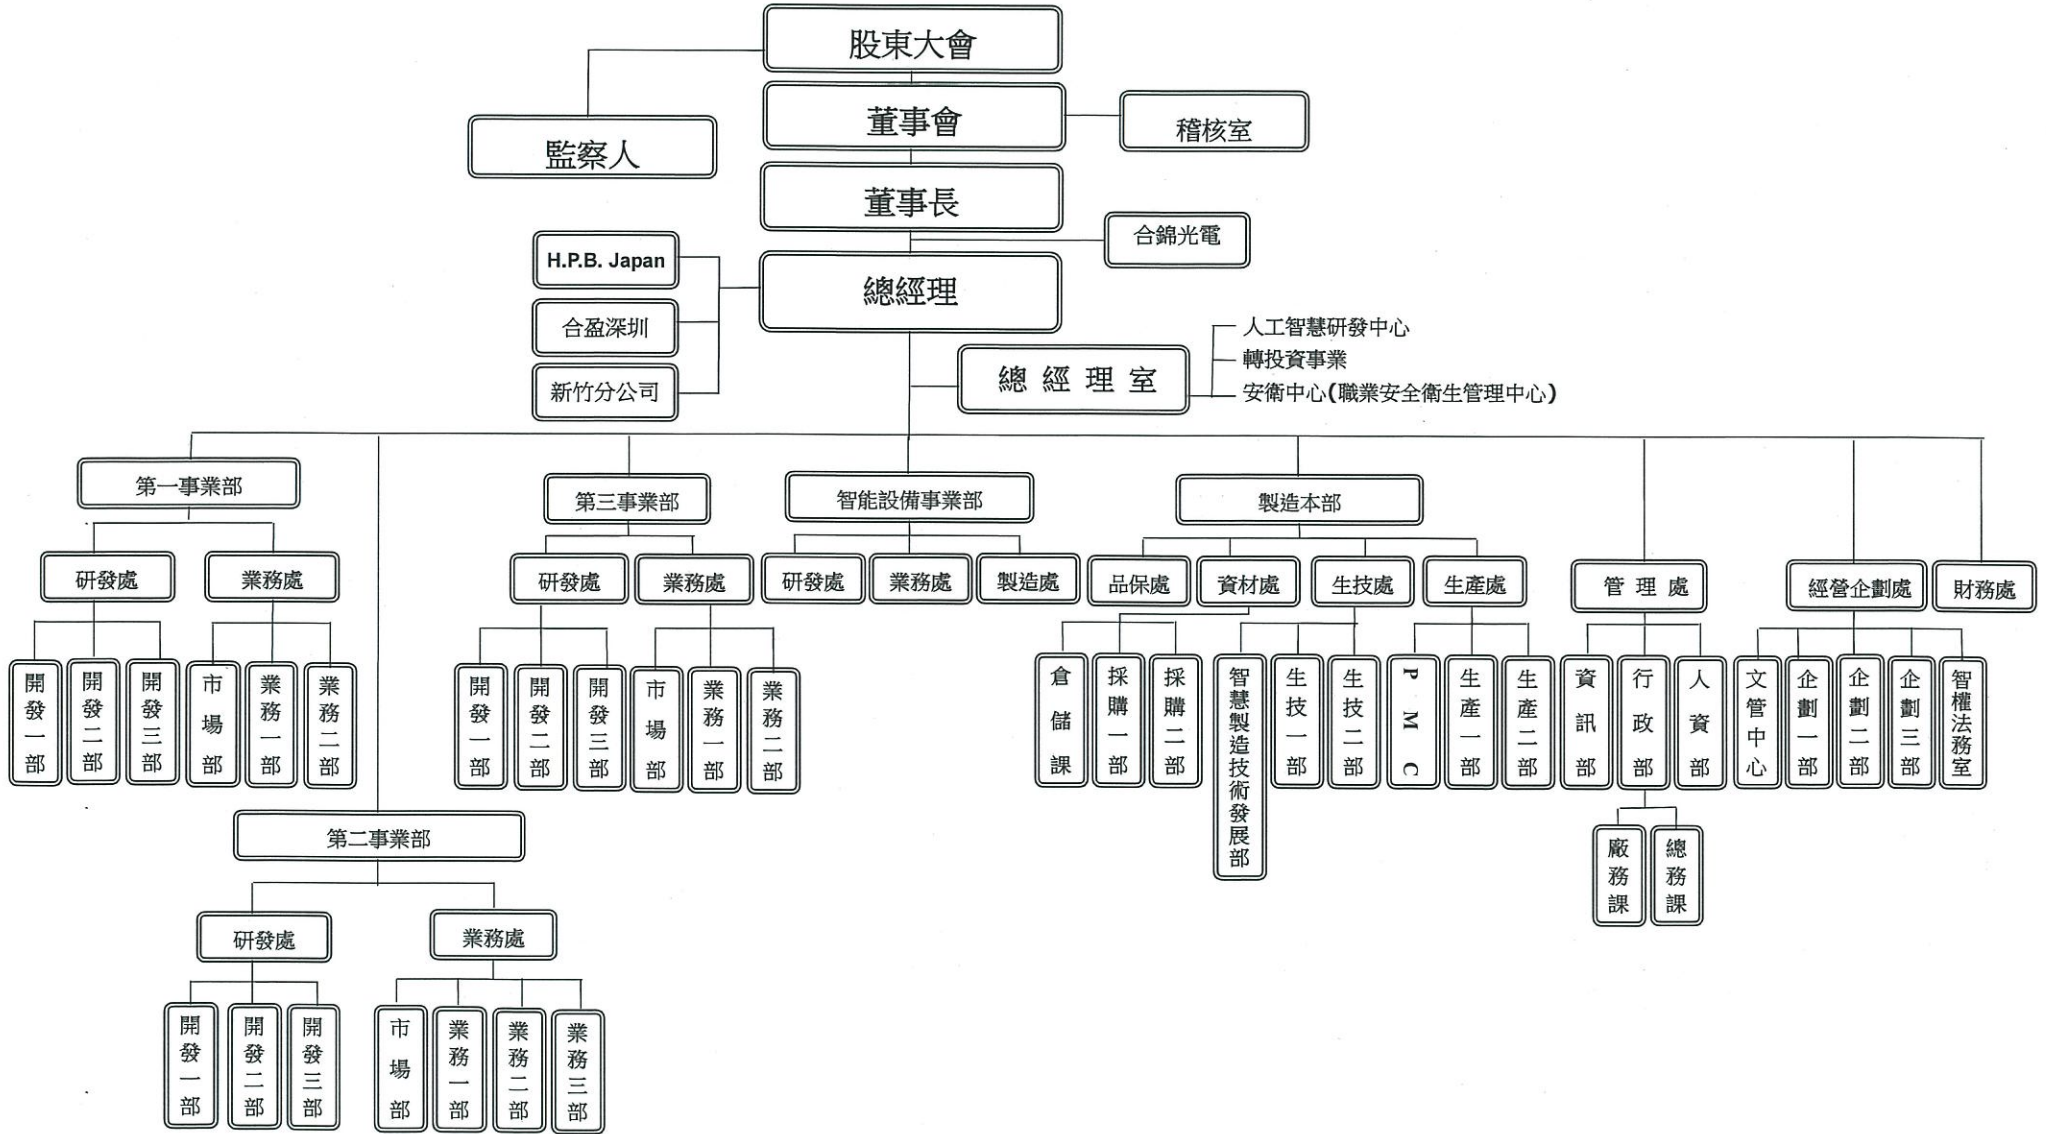 股東大會
董事會
稽核室
監察人
董事長
合錦光電
H.P.B. Japan
總經理
合盈深圳
新竹分公司
總經理室
人工智慧研發中心
轉投資事業
安衛中心(職業安全衛生管理中心)
第一事業部
第三事業部
智能設備事業部
製造本部
研發處
業務處
研發處
業務處
研發處
業務處
製造處
品保處
資材處
生技處
生產處
管理處
經營企劃處
財務處
開發一部
開發二部
開發三部
市場部
業務一部
業務二部
開發一部
開發二部
開發三部
市場部
業務一部
業務二部
倉儲課
採購一部
採購二部
智慧製造技術發展部
生技一部
生技二部
PMC
生產一部
生產二部
資訊部
行政部
人資部
文管中心
企劃一部
企劃二部
企劃三部
智權法務室
廠務課
總務課
第二事業部
研發處
業務處
開發一部
開發二部
開發三部
市場部
業務一部
業務二部
業務三部